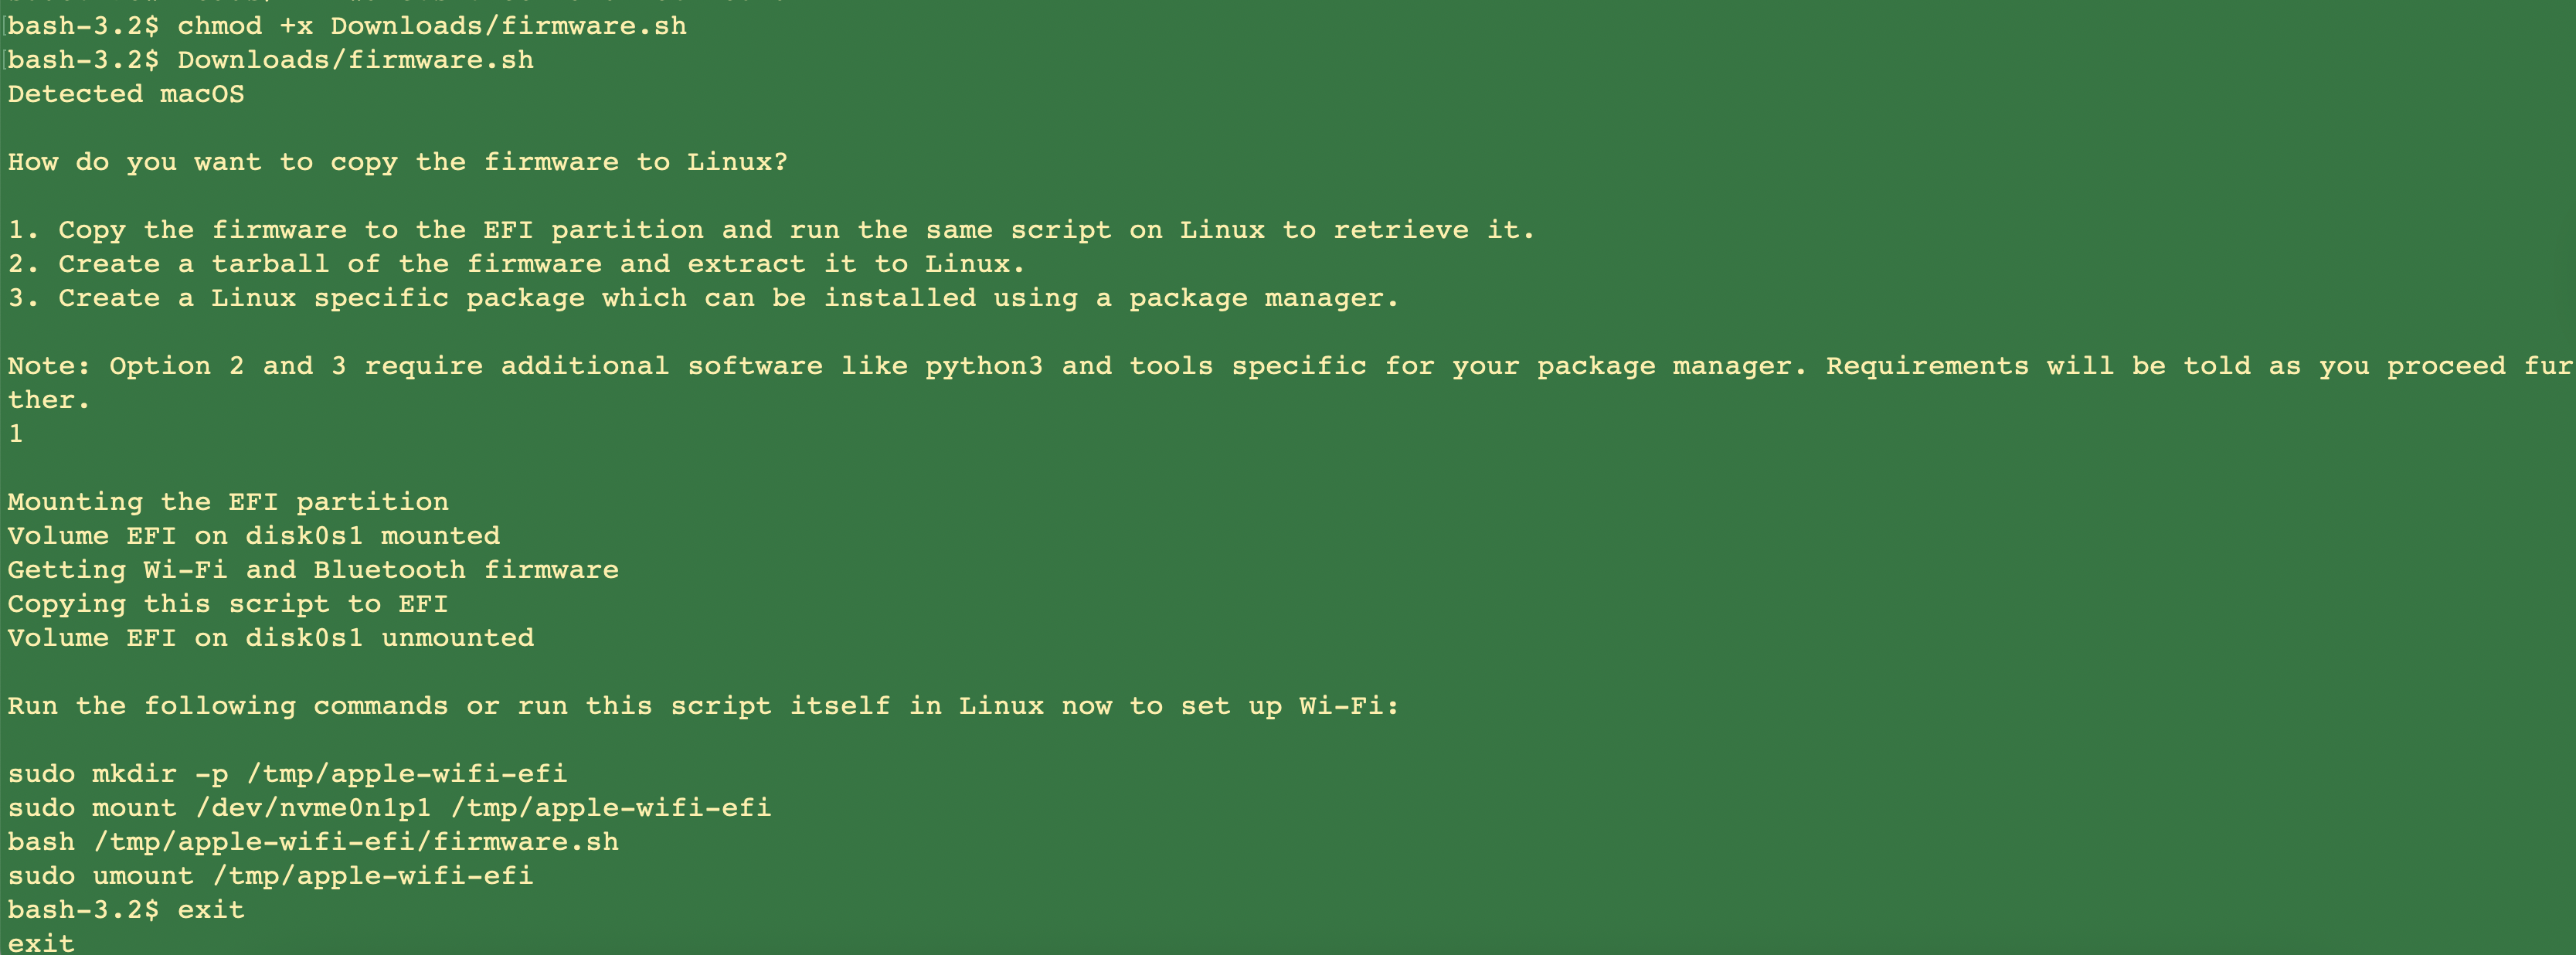 bash-3.2$ chmod +x Downloads/firmware.sh
bash-3.2$ Downloads/firmware.sh
Detected macOS
How do you want to copy the firmware to Linux?
1. Copy the firmware to the EFI partition and run the same script on Linux to retrieve it.
2. Create a tarball of the firmware and extract it to Linux.
3. Create a Linux specific package which can be installed using a package manager.
Note: Option 2 and 3 require additional software like python3 and tools specific for your package manager. Requirements will be told as you proceed fur
ther.
1
Mounting the EFI partition
Volume EFI on disk0s1 mounted
Getting Wi-Fi and Bluetooth firmware
Copying this script to EFI
Volume EFI on disk0s1 unmounted
Run the following commands or run this script itself in Linux now to set up Wi-Fi:
sudo mkdir -p /tmp/apple-wifi-efi
sudo mount /dev/nvme0n1p1 /tmp/apple-wifi-efi
bash /tmp/apple-wifi-efi/firmware.sh
sudo umount /tmp/apple-wifi-efi
bash-3.2$ exit
exit